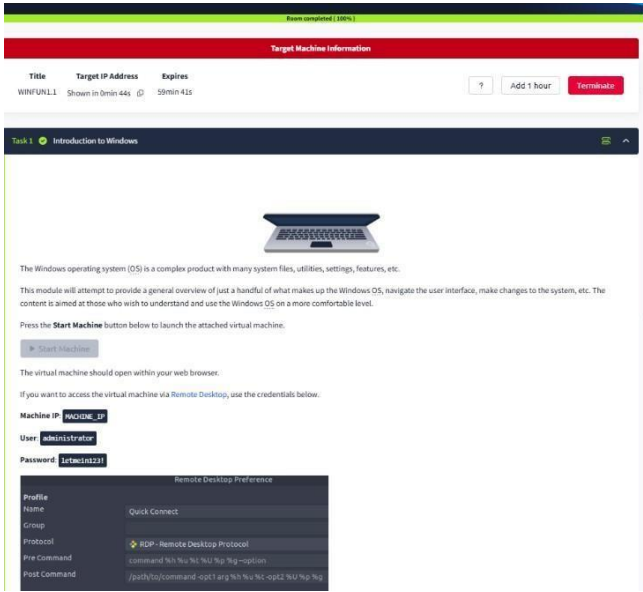 Room completed ( 100% )
Target Machine Information
Title Target IP Address Expires
WINFUN1.1 Shown in 0min 44s 59min 41s
? Add 1 hour Terminate
Task 1 Introduction to Windows
The Windows operating system (OS) is a complex product with many system files, utilities, settings, features, etc.
This module will attempt to provide a general overview of just a handful of what makes up the Windows OS, navigate the user interface, make changes to the system, etc. The
content is aimed at those who wish to understand and use the Windows OS on a more comfortable level.
Press the Start Machine button below to launch the attached virtual machine.
Start Machine
The virtual machine should open within your web browser.
If you want to access the virtual machine via Remote Desktop, use the credentials below.
Machine IP: MACHINE_IP
User: administrator
Password: letmein123!
Remote Desktop Preference
Profile
Name Quick Connect
Group
Protocol RDP - Remote Desktop Protocol
Pre Command command %h %u %t %U %p %g --option
Post Command /path/to/command -opt1 arg %h %u %t -opt2 %U %p %g